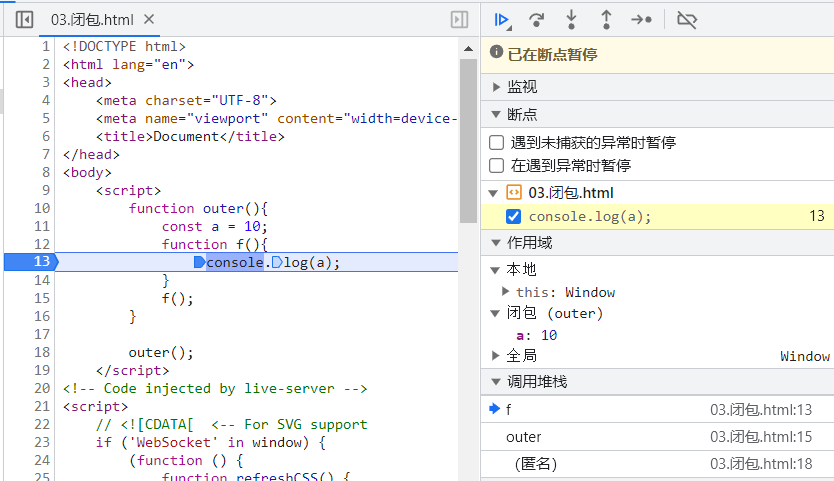 03.闭包.html
1 <!DOCTYPE html>
2 <html lang="en">
3 <head>
4 <meta charset="UTF-8">
5 <meta name="viewport" content="width=device-
6 <title>Document</title>
7 </head>
8 <body>
9 <script>
10 function outer(){
11 const a = 10;
12 function f(){
13 console.log(a);
14 }
15 f();
16 }
17
18 outer();
19 </script>
20 <!-- Code injected by live-server -->
21 <script>
22 // <![CDATA[  <-- For SVG support
23 if ('WebSocket' in window) {
24 (function () {
25 function refreshCSS() {
已在断点暂停
监视
断点
遇到未捕获的异常时暂停
在遇到异常时暂停
03.闭包.html
console.log(a); 13
作用域
本地
this: Window
闭包 (outer)
a: 10
全局 Window
调用堆栈
f 03.闭包.html:13
outer 03.闭包.html:15
(匿名) 03.闭包.html:18